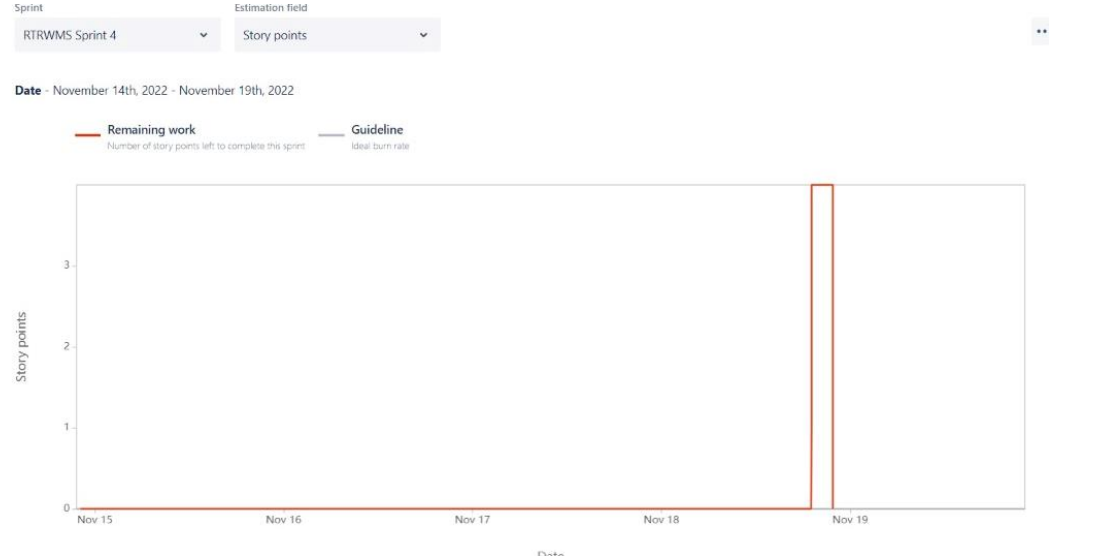 Sprint
Estimation field
RTRWMS Sprint 4
Story points
Date - November 14th, 2022 - November 19th, 2022
Remaining work
Number of story points left to complete this sprint
Guideline
Ideal burn rate
3
2
1
0
Story points
Nov 15
Nov 16
Nov 17
Nov 18
Nov 19
Date